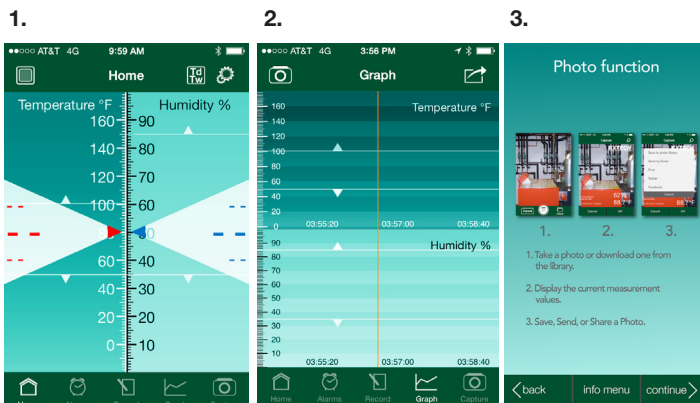 1.
2.
3.
AT&T 4G 9:59 AM
Home
Td
Tw
Temperature °F
Humidity %
160 90
140 80
120 70
100 60
60 40
40 30
20 20
0 10
AT&T 4G 3:56 PM
Graph
160
Temperature °F
140
120
100
80
60
40
20
0
03:55:20 03:57:00 03:58:40
90
Humidity %
80
70
60
50
40
30
20
10
03:55:20 03:57:00 03:58:40
Home Alarms Record Graph Capture
Photo function
EXTECH
Capture
1. 2. 3.
1. Take a photo or download one from
the library.
2. Display the current measurement
values.
3. Save, Send, or Share a Photo.
back info menu continue